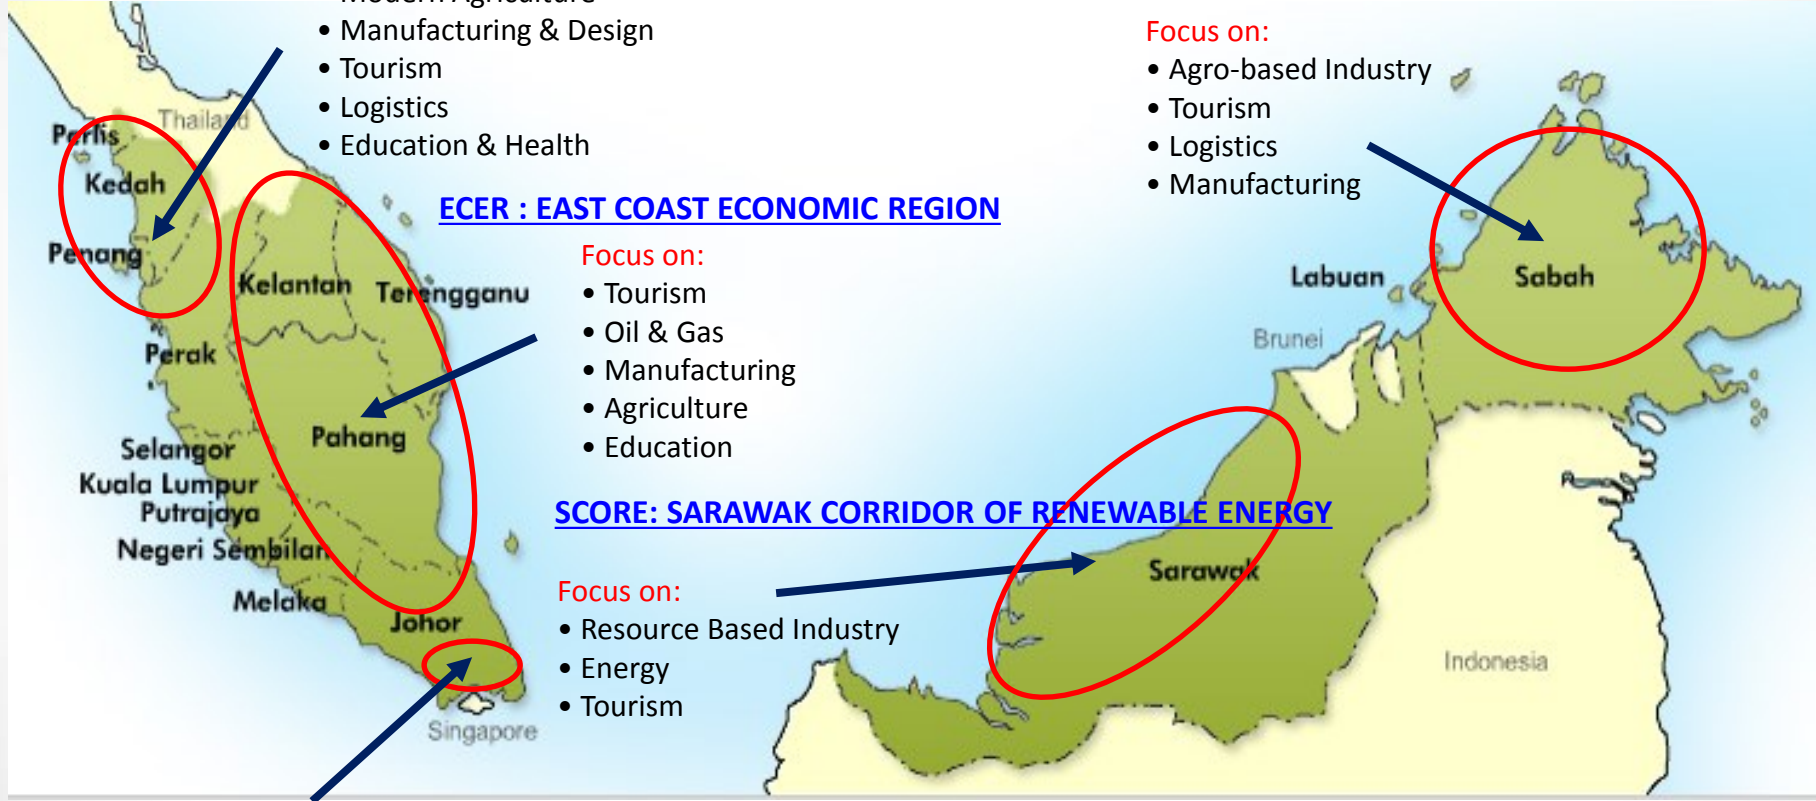 • Modern Agriculture
• Manufacturing & Design
• Tourism
• Logistics
• Education & Health
Focus on:
• Agro-based Industry
• Tourism
• Logistics
• Manufacturing
Thailand
Perlis
Kedah
Penang
ECER : EAST COAST ECONOMIC REGION
Focus on:
• Tourism
• Oil & Gas
• Manufacturing
• Agriculture
• Education
Kelantan
Terengganu
Perak
Pahang
Selangor
Kuala Lumpur
Putrajaya
Negeri Sembilan
Melaka
Johor
Singapore
Labuan
Sabah
Brunei
SCORE: SARAWAK CORRIDOR OF RENEWABLE ENERGY
Focus on:
• Resource Based Industry
• Energy
• Tourism
Sarawak
Indonesia